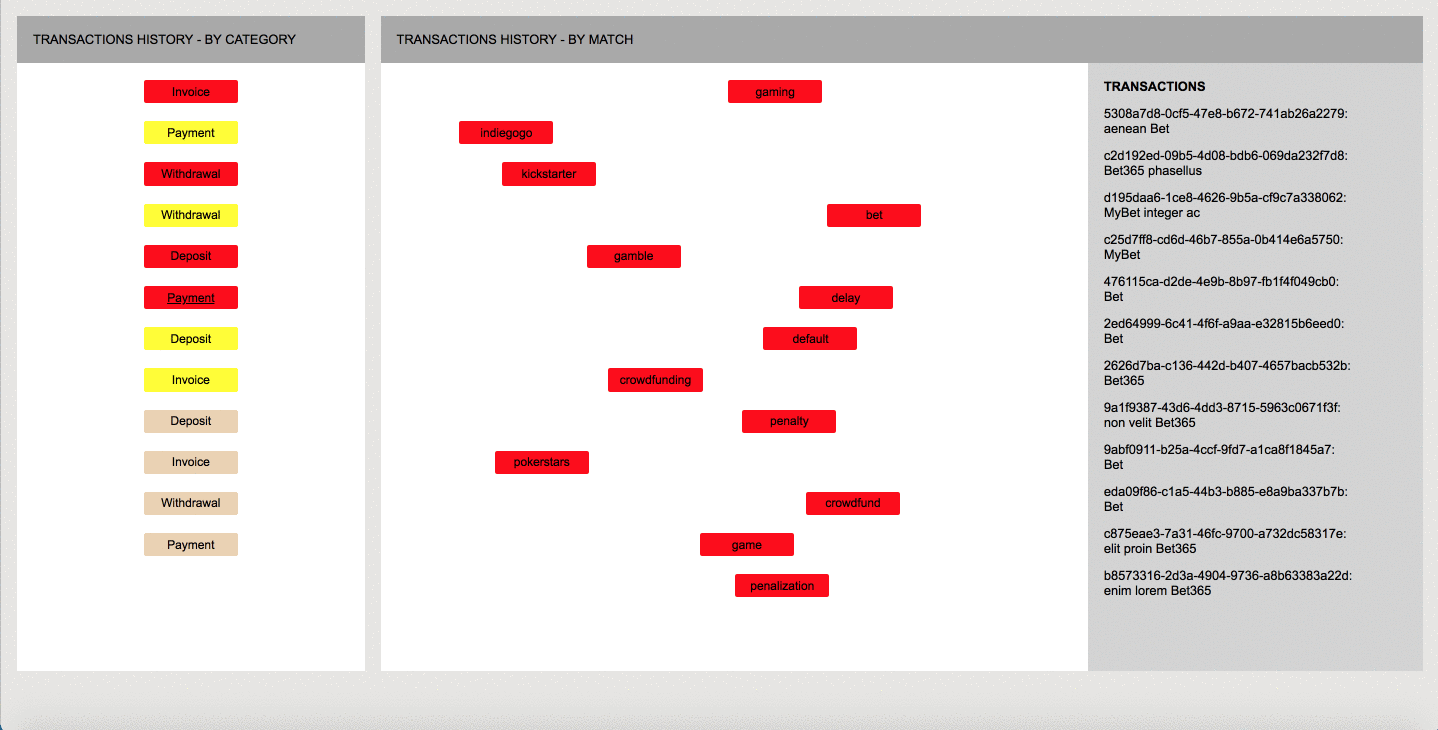 TRANSACTIONS HISTORY - BY CATEGORY
Invoice
Payment
Withdrawal
Withdrawal
Deposit
Payment
Deposit
Invoice
Deposit
Invoice
Withdrawal
Payment
TRANSACTIONS HISTORY - BY MATCH
gaming
indiegogo
kickstarter
bet
gamble
delay
default
crowdfunding
penalty
pokerstars
crowdfund
game
penalization
TRANSACTIONS
5308a7d8-0cf5-47e8-b672-741ab26a2279:
aenean Bet
c2d192ed-09b5-4d08-bdb6-069da232f7d8:
Bet365 phasellus
d195daa6-1ce8-4626-9b5a-cf9c7a338062:
MyBet integer ac
c25d7ff8-cd6d-46b7-855a-0b414e6a5750:
MyBet
476115ca-d2de-4e9b-8b97-fb1f4f049cb0:
Bet
2ed64999-6c41-4f6f-a9aa-e32815b6eed0:
Bet
2626d7ba-c136-442d-b407-4657bacb532b:
Bet365
9a1f9387-43d6-4dd3-8715-5963c0671f3f:
non velit Bet365
9abf0911-b25a-4ccf-9fd7-a1ca8f1845a7:
Bet
eda09f86-c1a5-44b3-b885-e8a9ba337b7b:
Bet
c875eae3-7a31-46fc-9700-a732dc58317e:
elit proin Bet365
b8573316-2d3a-4904-9736-a8b63383a22d:
enim lorem Bet365